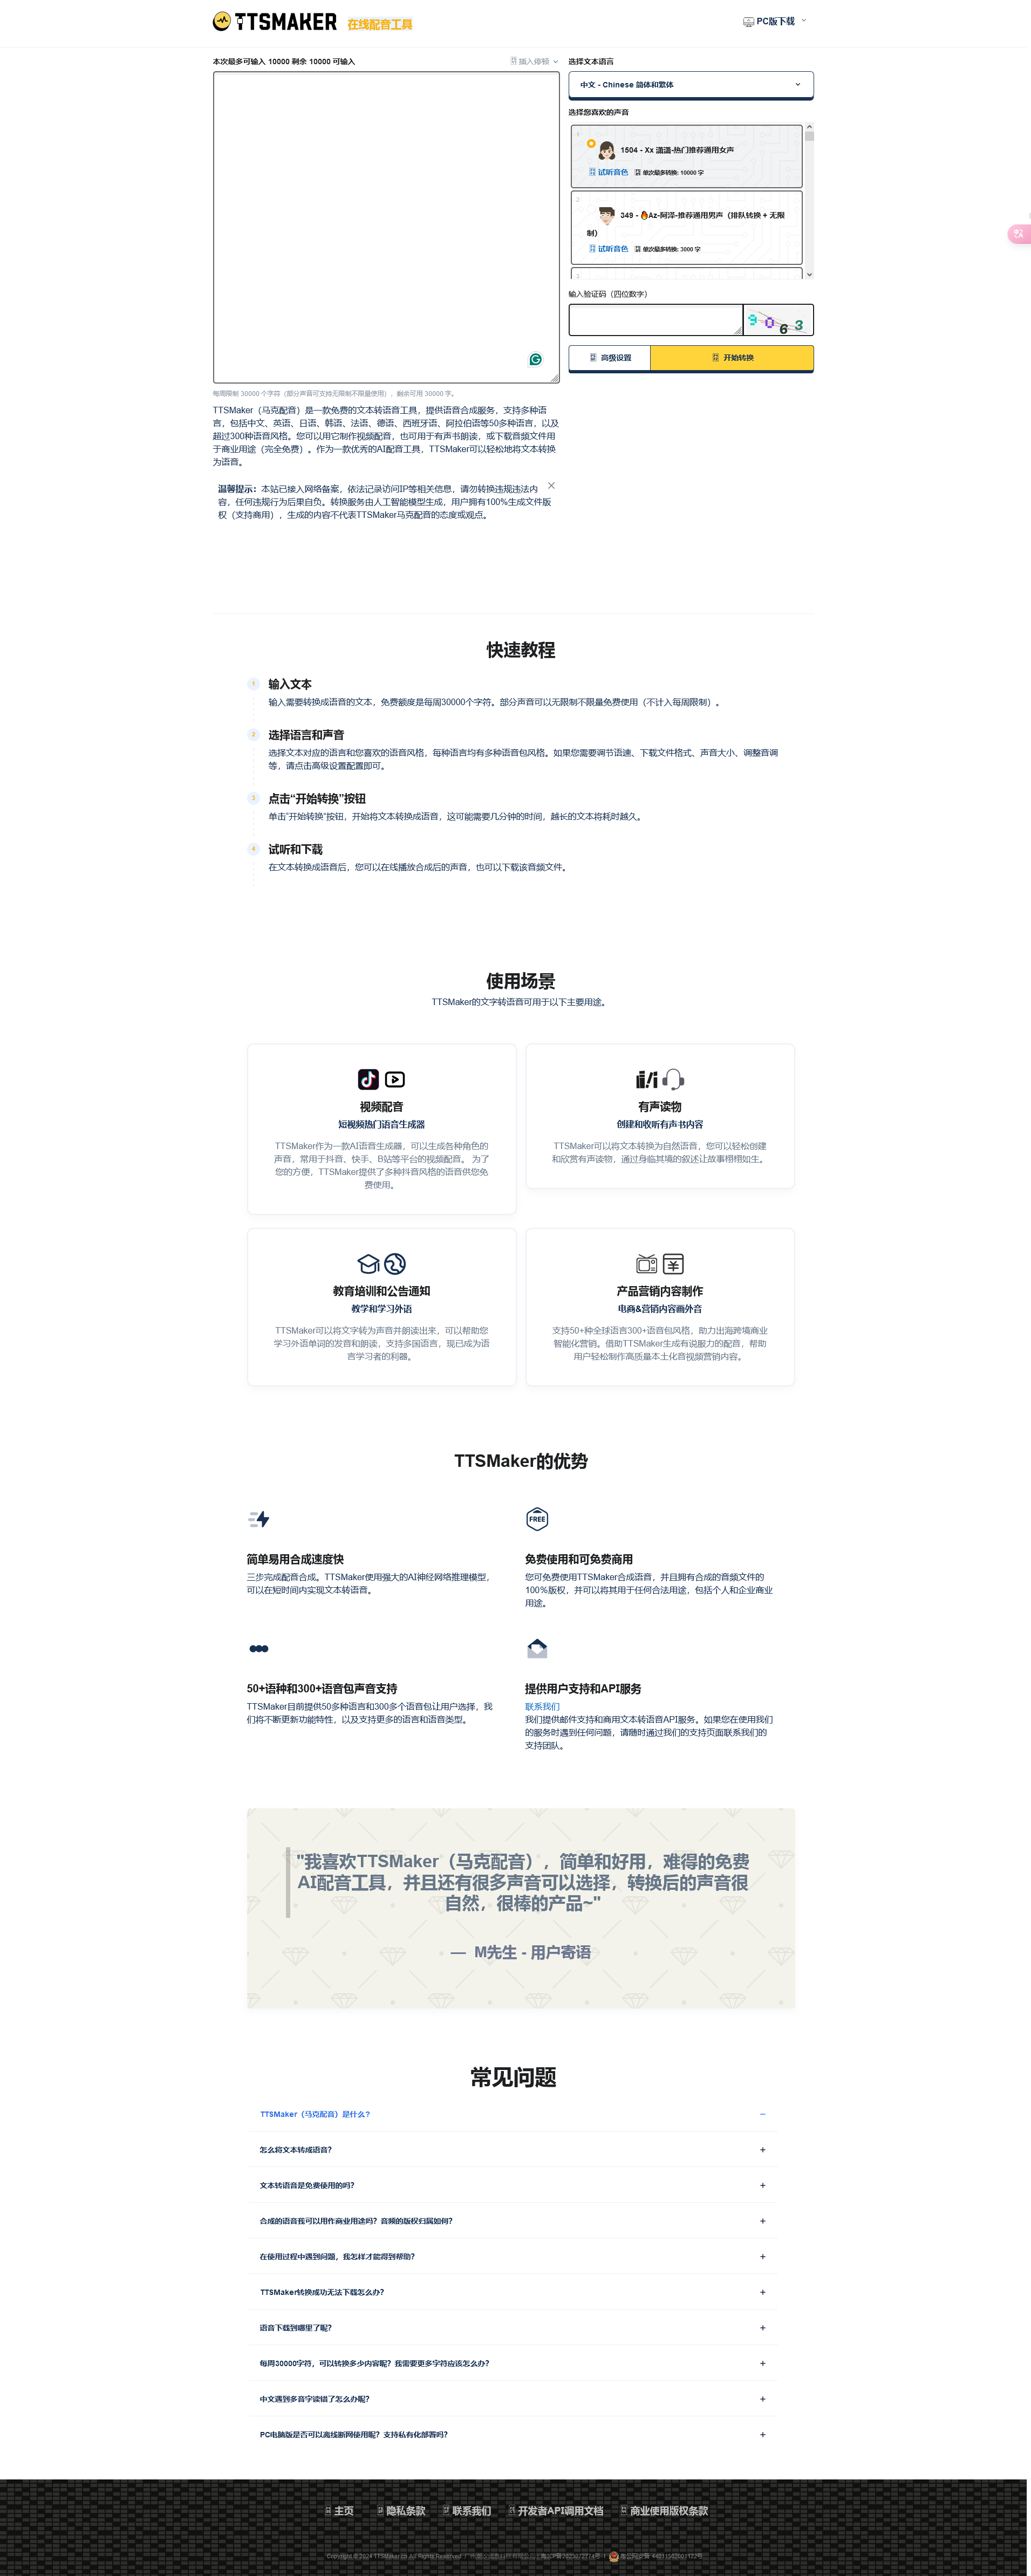 TTSMAKER 在线配音工具
PC版下载
本次最多可输入 10000 剩余 10000 可输入
插入停顿
选择文本语言
中文 - Chinese 简体和繁体
选择您喜欢的声音
1
1504 - Xx 潇潇-热门推荐通用女声
试听音色 单次最多转换: 10000 字
2
349 - 🔥Az-阿泽-推荐通用男声（排队转换 + 无限
制）
试听音色 单次最多转换: 3000 字
3
输入验证码（四位数字）
9 0 6 3
高级设置
开始转换
每周限制 30000 个字符（部分声音可支持无限制不限量使用），剩余可用 30000 字。
TTSMaker（马克配音）是一款免费的文本转语音工具，提供语音合成服务，支持多种语
言，包括中文、英语、日语、韩语、法语、德语、西班牙语、阿拉伯语等50多种语言，以及
超过300种语音风格。您可以用它制作视频配音，也可用于有声书朗读，或下载音频文件用
于商业用途（完全免费）。作为一款优秀的AI配音工具，TTSMaker可以轻松地将文本转换
为语音。
温馨提示：本站已接入网络备案，依法记录访问IP等相关信息，请勿转换违规违法内
容，任何违规行为后果自负。转换服务由人工智能模型生成，用户拥有100%生成文件版
权（支持商用），生成的内容不代表TTSMaker马克配音的态度或观点。
快速教程
1
输入文本
输入需要转换成语音的文本，免费额度是每周30000个字符。部分声音可以无限制不限量免费使用（不计入每周限制）。
2
选择语言和声音
选择文本对应的语言和您喜欢的语音风格，每种语言均有多种语音包风格。如果您需要调节语速、下载文件格式、声音大小、调整音调
等，请点击高级设置配置即可。
3
点击“开始转换”按钮
单击“开始转换”按钮，开始将文本转换成语音，这可能需要几分钟的时间，越长的文本将耗时越久。
4
试听和下载
在文本转换成语音后，您可以在线播放合成后的声音，也可以下载该音频文件。
使用场景
TTSMaker的文字转语音可用于以下主要用途。
视频配音
短视频热门语音生成器
TTSMaker作为一款AI语音生成器，可以生成各种角色的
声音，常用于抖音、快手、B站等平台的视频配音。 为了
您的方便，TTSMaker提供了多种抖音风格的语音供您免
费使用。
有声读物
创建和收听有声书内容
TTSMaker可以将文本转换为自然语音，您可以轻松创建
和欣赏有声读物，通过身临其境的叙述让故事栩栩如生。
教育培训和公告通知
教学和学习外语
TTSMaker可以将文字转为声音并朗读出来，可以帮助您
学习外语单词的发音和朗读，支持多国语言，现已成为语
言学习者的利器。
产品营销内容制作
电商&营销内容画外音
支持50+种全球语言300+语音包风格，助力出海跨境商业
智能化营销。借助TTSMaker生成有说服力的配音，帮助
用户轻松制作高质量本土化音视频营销内容。
TTSMaker的优势
简单易用合成速度快
三步完成配音合成。TTSMaker使用强大的AI神经网络推理模型，
可以在短时间内实现文本转语音。
FREE
免费使用和可免费商用
您可免费使用TTSMaker合成语音，并且拥有合成的音频文件的
100%版权，并可以将其用于任何合法用途，包括个人和企业商业
用途。
50+语种和300+语音包声音支持
TTSMaker目前提供50多种语言和300多个语音包让用户选择，我
们将不断更新功能特性，以及支持更多的语言和语音类型。
提供用户支持和API服务
联系我们
我们提供邮件支持和商用文本转语音API服务。如果您在使用我们
的服务时遇到任何问题，请随时通过我们的支持页面联系我们的
支持团队。
"我喜欢TTSMaker（马克配音），简单和好用，难得的免费
AI配音工具，并且还有很多声音可以选择，转换后的声音很
自然，很棒的产品~"
— M先生 - 用户寄语
常见问题
TTSMaker（马克配音）是什么？
怎么将文本转成语音？
文本转语音是免费使用的吗？
合成的语音我可以用作商业用途吗？音频的版权归属如何？
在使用过程中遇到问题，我怎样才能得到帮助？
TTSMaker转换成功无法下载怎么办？
语音下载到哪里了呢？
每周30000字符，可以转换多少内容呢？我需要更多字符应该怎么办？
中文遇到多音字读错了怎么办呢？
PC电脑版是否可以离线断网使用呢？支持私有化部署吗？
主页 隐私条款 联系我们 开发者API调用文档 商业使用版权条款
Copyright © 2024 TTSMaker.cn All Rights Reserved